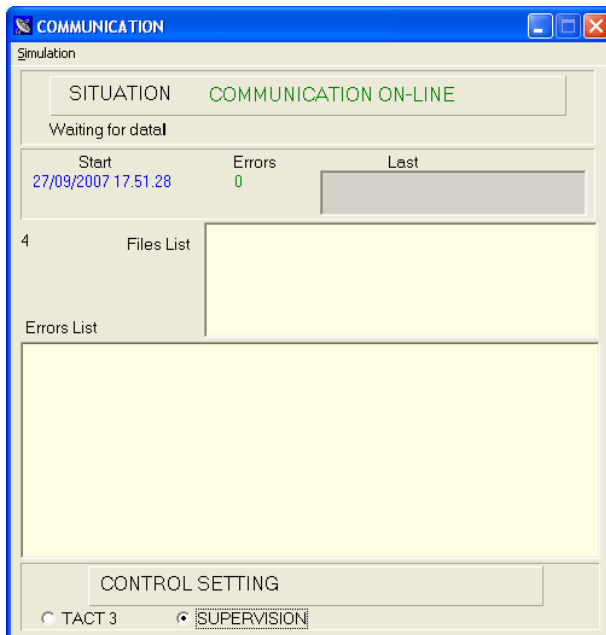 COMMUNICATION
Simulation
SITUATION COMMUNICATION ON-LINE
Waiting for data!
Start Errors Last
27/09/2007 17.51.28 0
4 Files List
Errors List
CONTROL SETTING
TACT 3 SUPERVISION